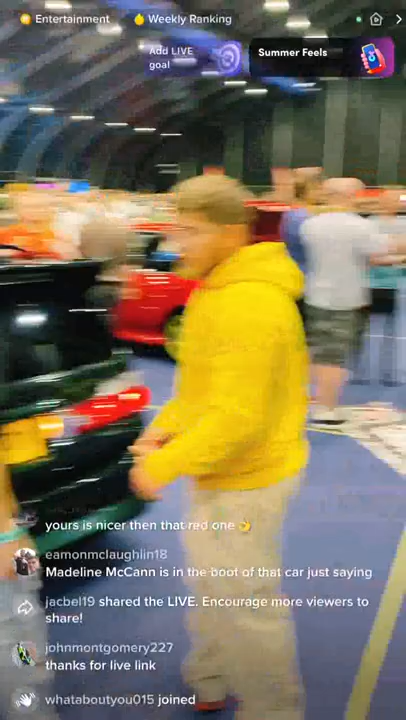 Entertainment
Weekly Ranking
Add LIVE
goal
Summer Feels
yours is nicer then that red one 👌
eamonmclaughlin18
Madeline McCann is in the boot of that car just saying
jacbel19 shared the LIVE. Encourage more viewers to
share!
johnmontgomery227
thanks for live link
whataboutyou015 joined